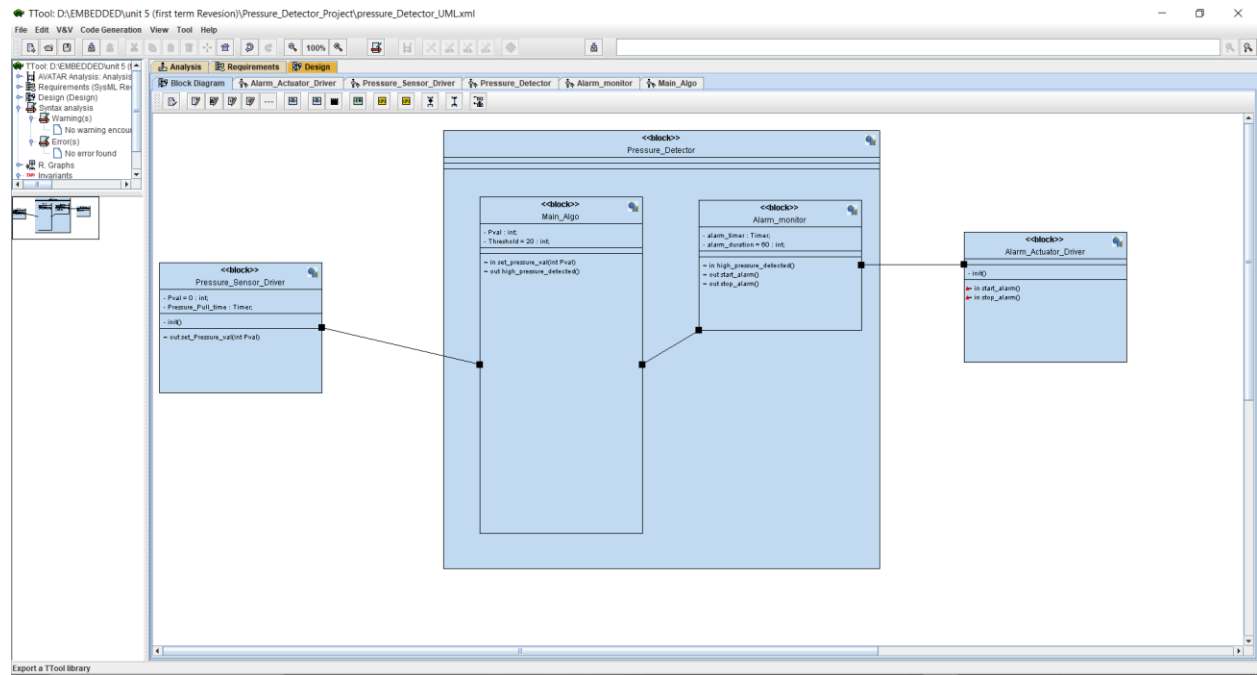 TTool: D:\EMBEDDED\unit 5 (first term Revesion)\Pressure_Detector_Project\pressure_Detector_UML.xml
File Edit V&V Code Generation View Tool Help
100%
TTool: D:\EMBEDDED\unit 5 (
AVATAR Analysis: Analysis
Requirements (SysML Re
Design (Design)
Syntax analysis
Warning(s)
No warning encou
Error(s)
No error found
R. Graphs
Invariants
Analysis Requirements Design
Block Diagram Alarm_Actuator_Driver Pressure_Sensor_Driver Pressure_Detector Alarm_monitor Main_Algo
<<block>>
Pressure_Detector
<<block>>
Main_Algo
- Pval : int;
- Threshold = 20 : int;
~ in set_pressure_val(int Pval)
~ out high_pressure_detected()
<<block>>
Alarm_monitor
- alarm_timer : Timer;
- alarm_duration = 60 : int;
~ in high_pressure_detected()
~ out start_alarm()
~ out stop_alarm()
<<block>>
Alarm_Actuator_Driver
- init()
~ in start_alarm()
~ in stop_alarm()
<<block>>
Pressure_Sensor_Driver
- Pval = 0 : int;
- Pressure_Pull_time : Timer;
- init()
~ out set_Pressure_val(int Pval)
Export a TTool library